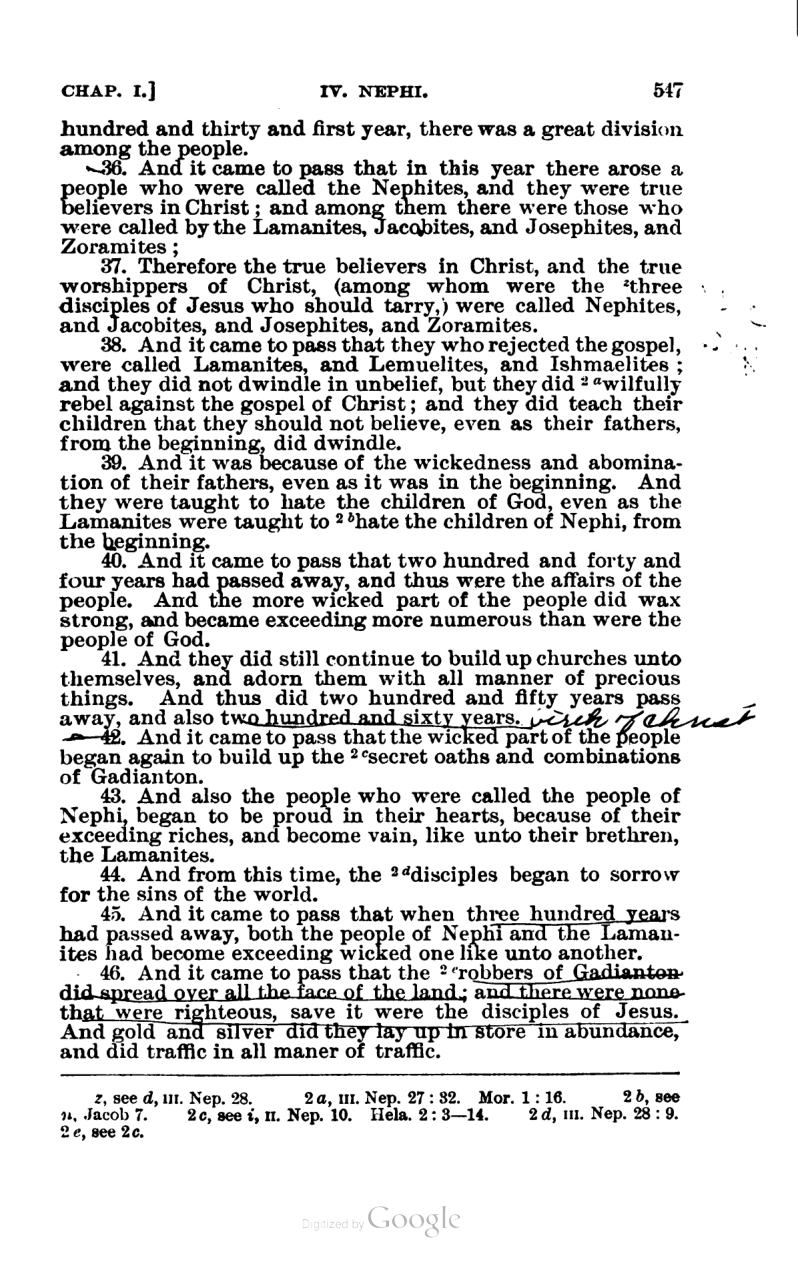 CHAP. I.] IV. NEPHI. 547
hundred and thirty and first year, there was a great division
among the people.
36. And it came to pass that in this year there arose a
people who were called the Nephites, and they were true
believers in Christ; and among them there were those who
were called by the Lamanites, Jacobites, and Josephites, and
Zoramites;
37. Therefore the true believers in Christ, and the true
worshippers of Christ, (among whom were the ᶻthree
disciples of Jesus who should tarry,) were called Nephites,
and Jacobites, and Josephites, and Zoramites.
38. And it came to pass that they who rejected the gospel,
were called Lamanites, and Lemuelites, and Ishmaelites;
and they did not dwindle in unbelief, but they did ²ᵃwilfully
rebel against the gospel of Christ; and they did teach their
children that they should not believe, even as their fathers,
from the beginning, did dwindle.
39. And it was because of the wickedness and abomina-
tion of their fathers, even as it was in the beginning. And
they were taught to hate the children of God, even as the
Lamanites were taught to ²ᵇhate the children of Nephi, from
the beginning.
40. And it came to pass that two hundred and forty and
four years had passed away, and thus were the affairs of the
people. And the more wicked part of the people did wax
strong, and became exceeding more numerous than were the
people of God.
41. And they did still continue to build up churches unto
themselves, and adorn them with all manner of precious
things. And thus did two hundred and fifty years pass
away, and also two hundred and sixty years. of christ
42. And it came to pass that the wicked part of the people
began again to build up the ²ᶜsecret oaths and combinations
of Gadianton.
43. And also the people who were called the people of
Nephi, began to be proud in their hearts, because of their
exceeding riches, and become vain, like unto their brethren,
the Lamanites.
44. And from this time, the ²ᵈdisciples began to sorrow
for the sins of the world.
45. And it came to pass that when three hundred years
had passed away, both the people of Nephi and the Laman-
ites had become exceeding wicked one like unto another.
46. And it came to pass that the ²ᵉrobbers of Gadianton
did spread over all the face of the land; and there were none
that were righteous, save it were the disciples of Jesus.
And gold and silver did they lay up in store in abundance,
and did traffic in all maner of traffic.
z, see d, III. Nep. 28. 2a, III. Nep. 27:32. Mor. 1:16. 2b, see
n, Jacob 7. 2c, see i, II. Nep. 10. Hela. 2:3—14. 2d, III. Nep. 28:9.
2e, see 2c.
Digitized by Google